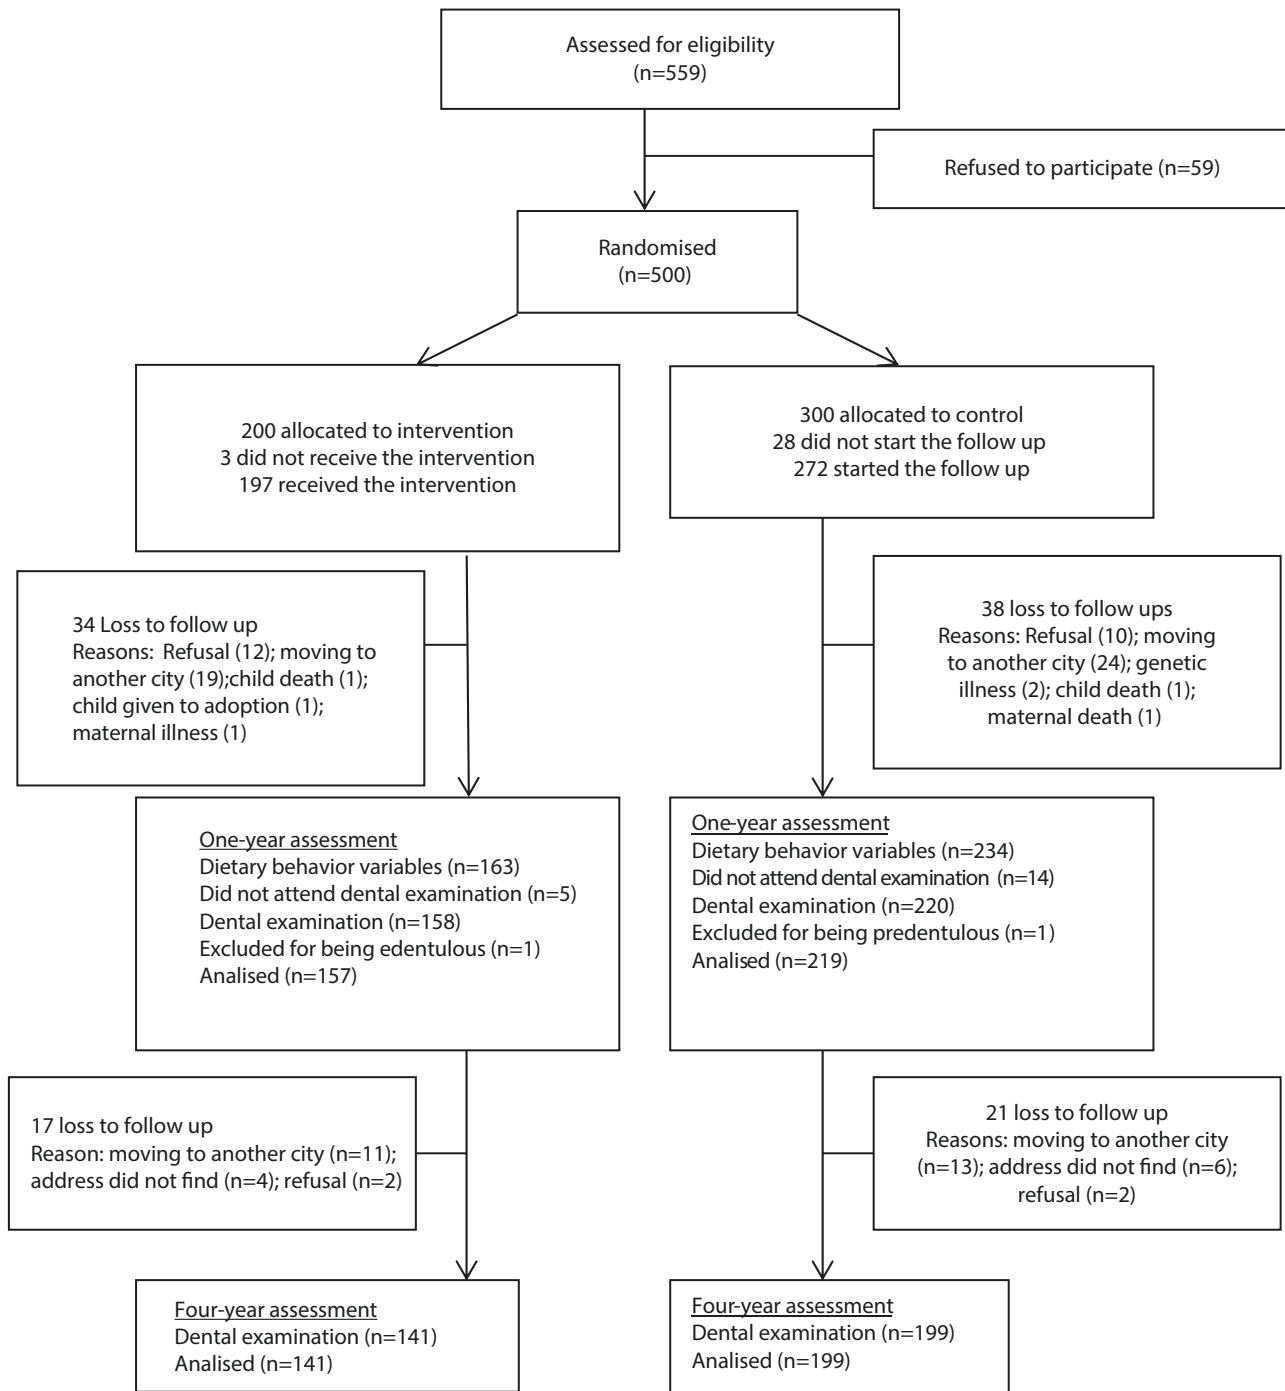 Assessed for eligibility
(n=559)
Refused to participate (n=59)
Randomised
(n=500)
200 allocated to intervention
3 did not receive the intervention
197 received the intervention
300 allocated to control
28 did not start the follow up
272 started the follow up
34 Loss to follow up
Reasons: Refusal (12); moving to
another city (19);child death (1);
child given to adoption (1);
maternal illness (1)
38 loss to follow ups
Reasons: Refusal (10); moving
to another city (24); genetic
illness (2); child death (1);
maternal death (1)
One-year assessment
Dietary behavior variables (n=163)
Did not attend dental examination (n=5)
Dental examination (n=158)
Excluded for being edentulous (n=1)
Analised (n=157)
One-year assessment
Dietary behavior variables (n=234)
Did not attend dental examination (n=14)
Dental examination (n=220)
Excluded for being predentulous (n=1)
Analised (n=219)
17 loss to follow up
Reason: moving to another city (n=11);
address did not find (n=4); refusal (n=2)
21 loss to follow up
Reasons: moving to another city
(n=13); address did not find (n=6);
refusal (n=2)
Four-year assessment
Dental examination (n=141)
Analised (n=141)
Four-year assessment
Dental examination (n=199)
Analised (n=199)